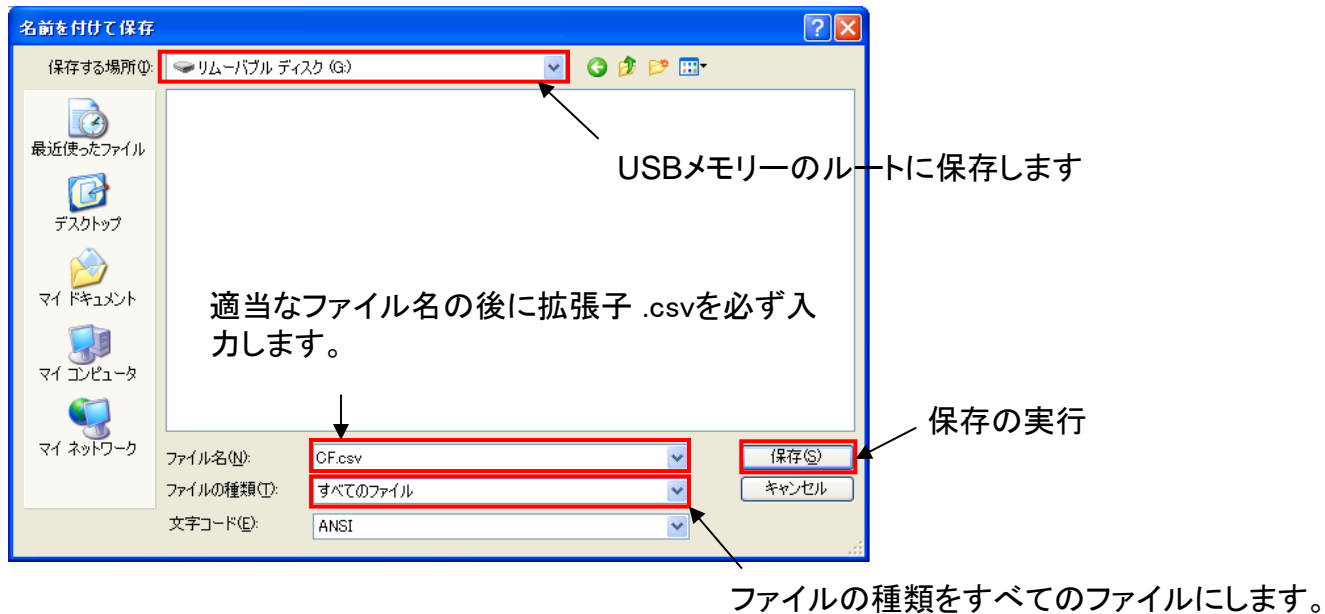 名前を付けて保存
保存する場所(I):
リムーバブル ディスク (G:)
USBメモリーのルートに保存します
最近使ったファイル
デスクトップ
マイ ドキュメント
マイ コンピュータ
マイ ネットワーク
適当なファイル名の後に拡張子 .csvを必ず入
力します。
保存の実行
ファイル名(N):
CF.csv
保存(S)
ファイルの種類(T):
すべてのファイル
キャンセル
文字コード(E):
ANSI
ファイルの種類をすべてのファイルにします。